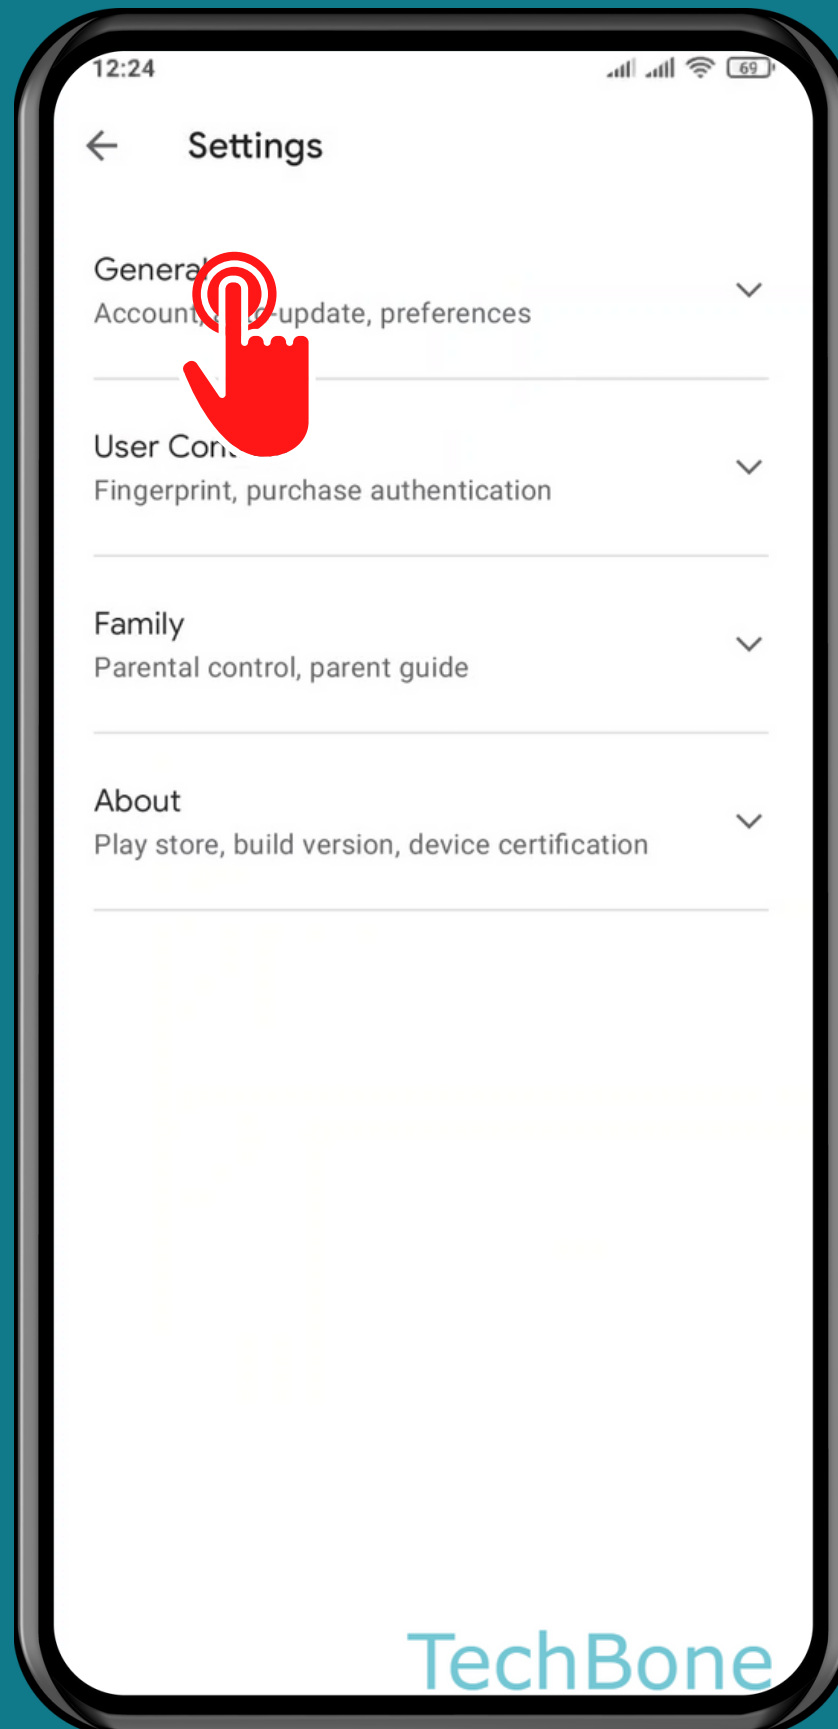 12:24
69
Settings
General
Account, auto-update, preferences
User Con
Fingerprint, purchase authentication
Family
Parental control, parent guide
About
Play store, build version, device certification
TechBone